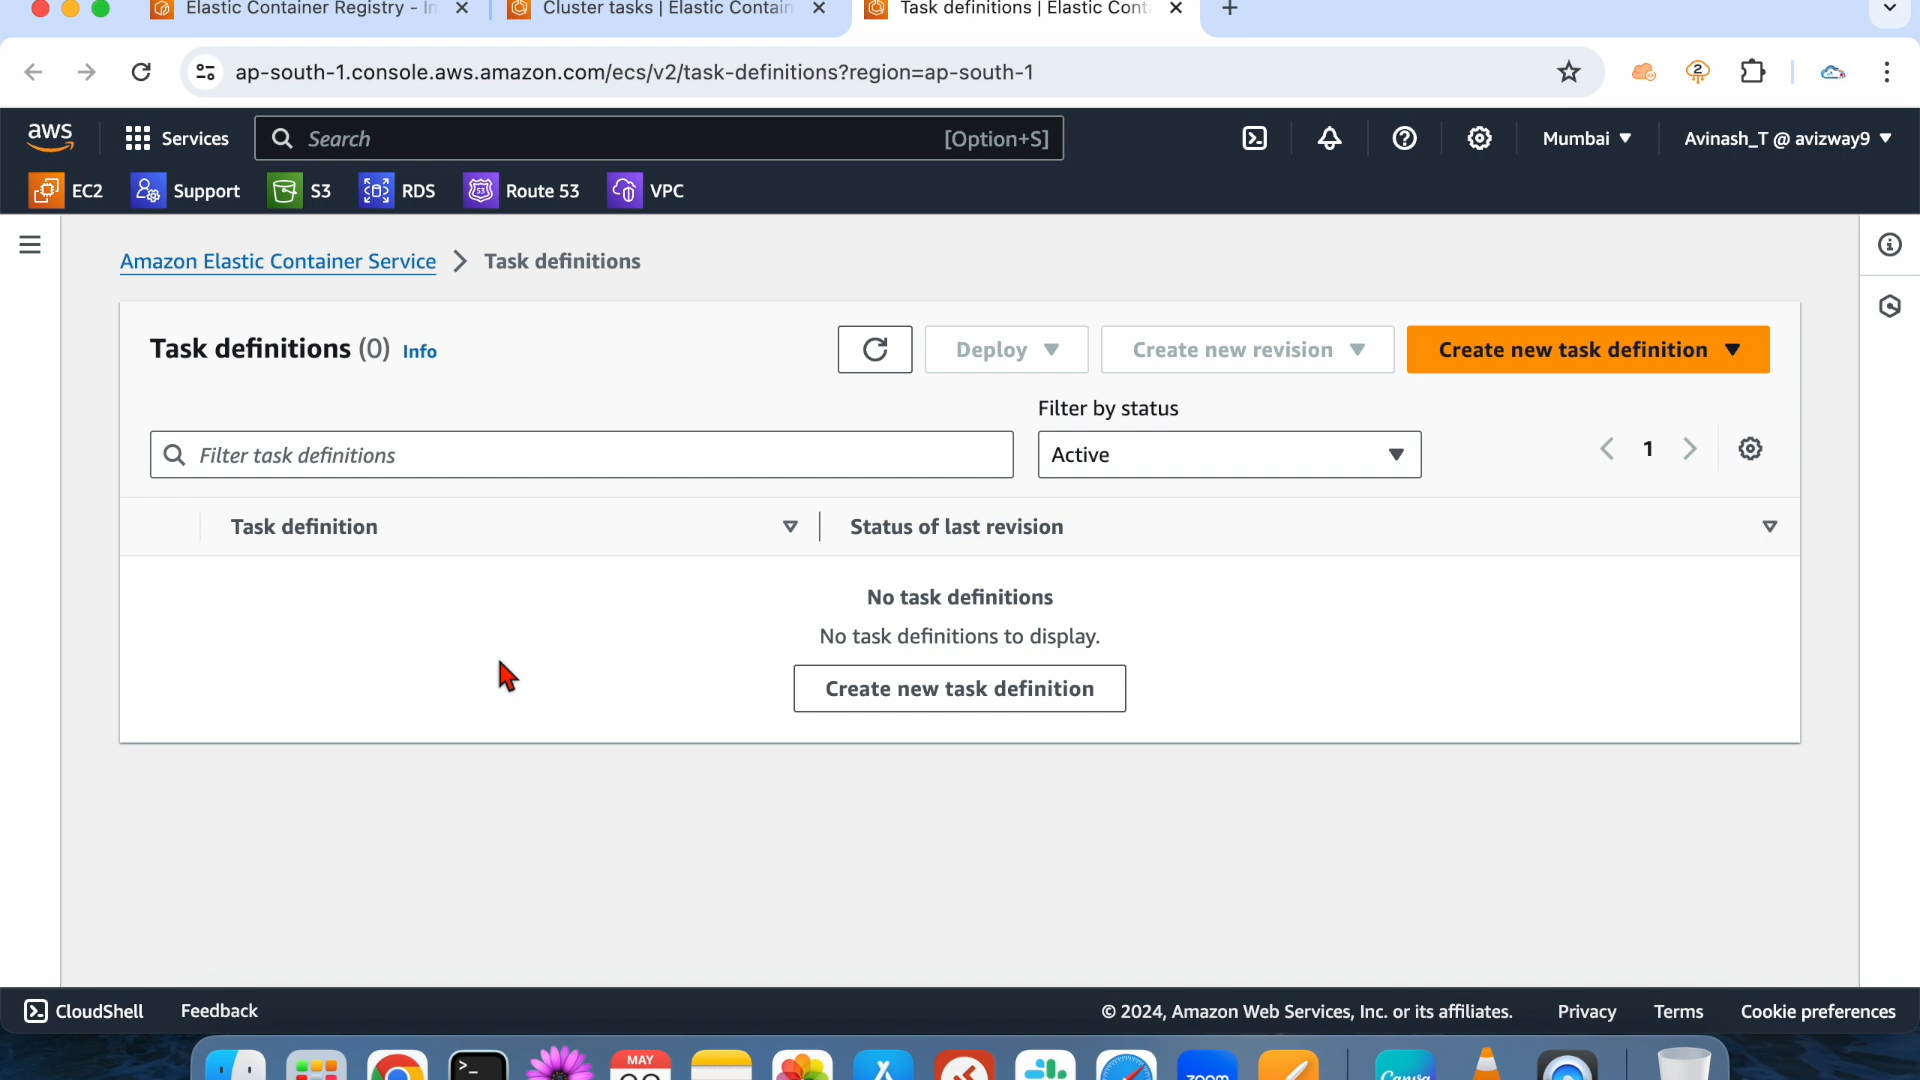 Elastic Container Registry - In
Cluster tasks | Elastic Contain
Task definitions | Elastic Cont
ap-south-1.console.aws.amazon.com/ecs/v2/task-definitions?region=ap-south-1
2
aws
Services
Search
[Option+S]
Mumbai
Avinash_T @ avizway9
EC2
Support
S3
RDS
53
Route 53
VPC
Amazon Elastic Container Service
Task definitions
Task definitions (0) Info
Deploy
Create new revision
Create new task definition
Filter by status
Filter task definitions
Active
1
Task definition
Status of last revision
No task definitions
No task definitions to display.
Create new task definition
CloudShell
Feedback
© 2024, Amazon Web Services, Inc. or its affiliates.
Privacy
Terms
Cookie preferences
MAY
zoom
Canva